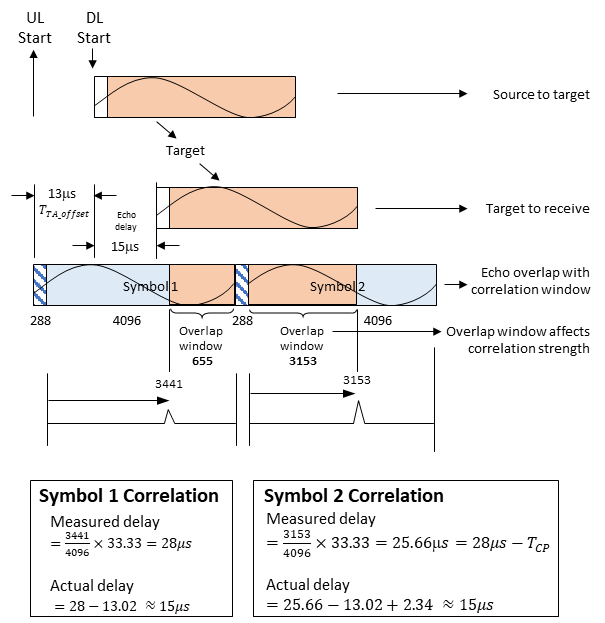 UL
Start
DL
Start
Source to target
Target
13μs
T_{TA_offset}
Echo
delay
15μs
Target to receive
Symbol 1
Symbol 2
Echo overlap with
correlation window
288
4096
288
4096
Overlap
window
655
Overlap
window
3153
Overlap window affects
correlation strength
3441
3153
Symbol 1 Correlation
Measured delay
= 3441/4096 × 33.33 = 28μs
Actual delay
= 28 − 13.02 ≈ 15μs
Symbol 2 Correlation
Measured delay
= 3153/4096 × 33.33 = 25.66μs = 28μs − T_{CP}
Actual delay
= 25.66 − 13.02 + 2.34 ≈ 15μs